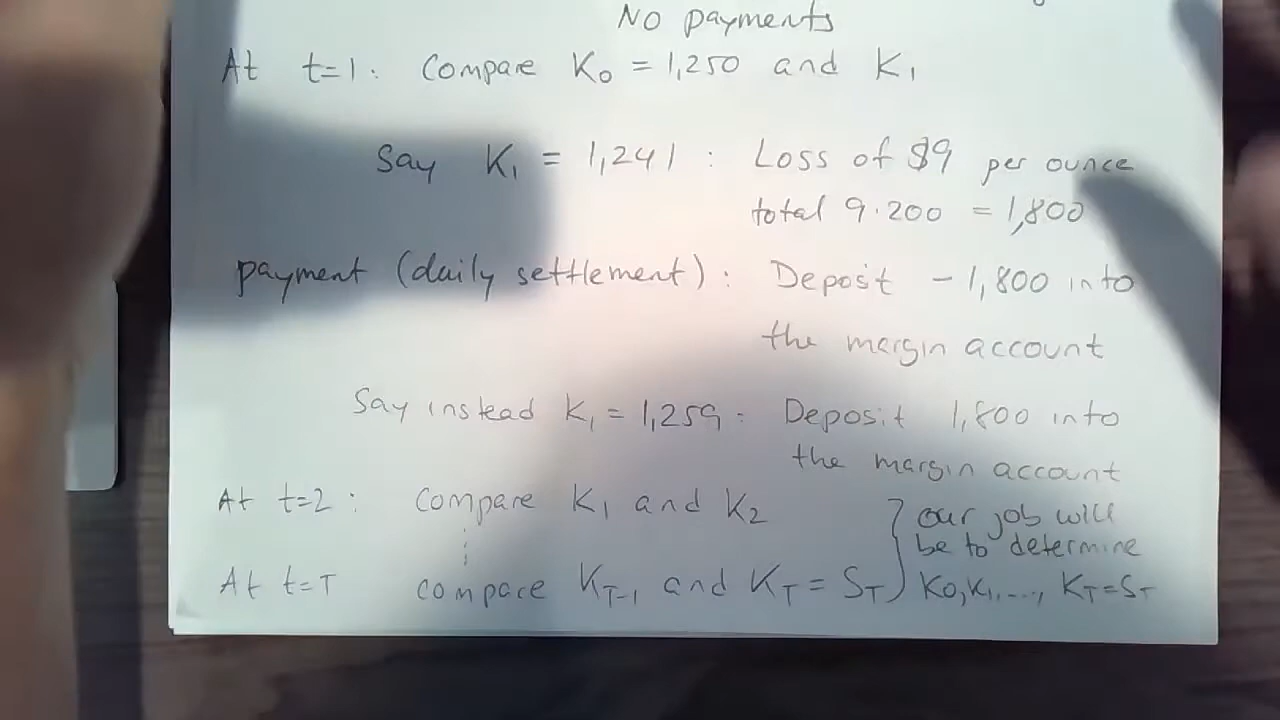 No payments
At t=1: Compare K₀ = 1,250 and K₁
Say K₁ = 1,241 : Loss of $9 per ounce
total 9·200 = 1,800
payment (daily settlement) : Deposit -1,800 into
the margin account
Say instead K₁ = 1,259 : Deposit 1,800 into
the margin account
At t=2 : Compare K₁ and K₂
At t=T compare K_{T-1} and K_T = S_T
our job will
be to determine
K₀,K₁,..., K_T=S_T